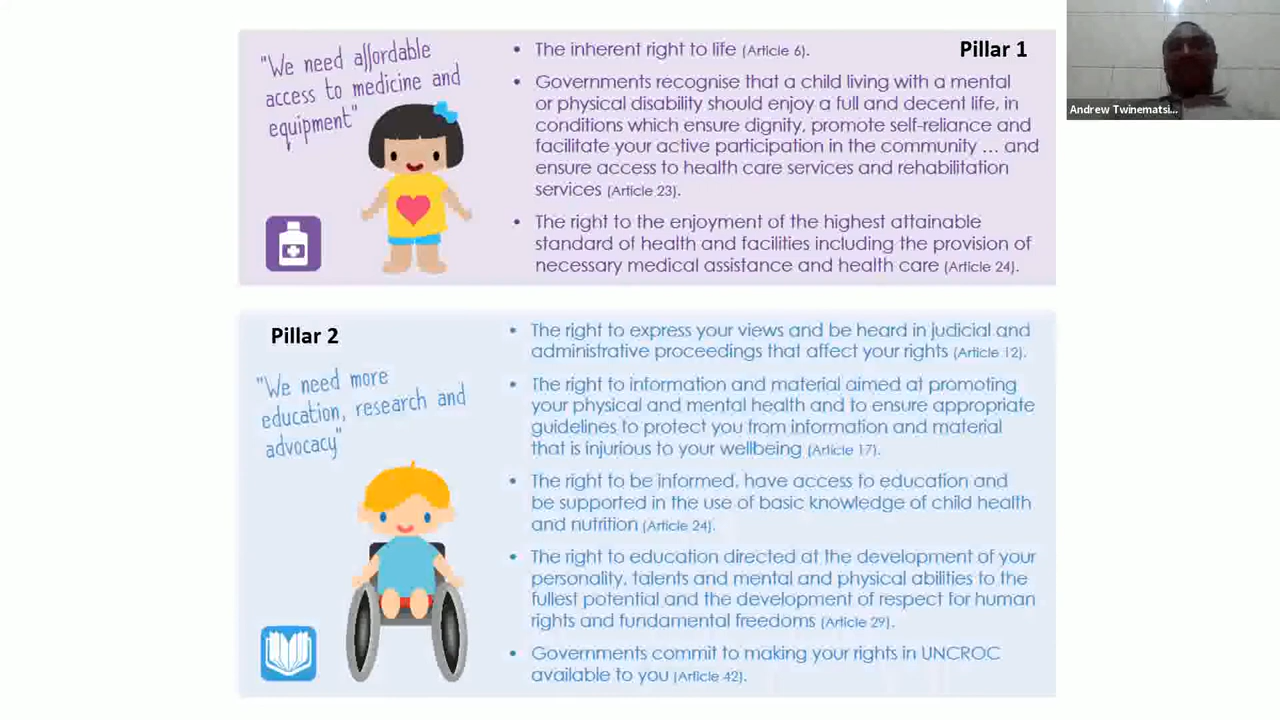 "We need affordable
access to medicine and
equipment"
Pillar 1
• The inherent right to life (Article 6).
• Governments recognise that a child living with a mental
or physical disability should enjoy a full and decent life, in
conditions which ensure dignity, promote self-reliance and
facilitate your active participation in the community ... and
ensure access to health care services and rehabilitation
services (Article 23).
• The right to the enjoyment of the highest attainable
standard of health and facilities including the provision of
necessary medical assistance and health care (Article 24).
Andrew Twinematsi...
Pillar 2
"We need more
education, research and
advocacy"
• The right to express your views and be heard in judicial and
administrative proceedings that affect your rights (Article 12).
• The right to information and material aimed at promoting
your physical and mental health and to ensure appropriate
guidelines to protect you from information and material
that is injurious to your wellbeing (Article 17).
• The right to be informed, have access to education and
be supported in the use of basic knowledge of child health
and nutrition (Article 24).
• The right to education directed at the development of your
personality, talents and mental and physical abilities to the
fullest potential and the development of respect for human
rights and fundamental freedoms (Article 29).
• Governments commit to making your rights in UNCROC
available to you (Article 42).